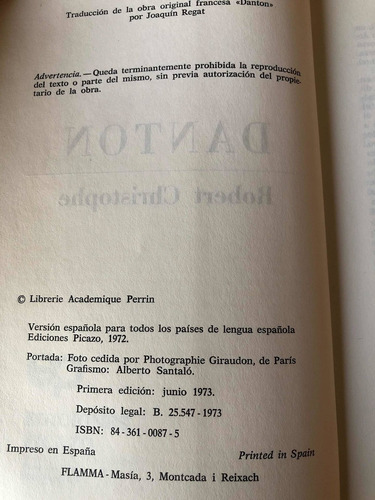 Traducción de la obra original francesa «Danton»
por Joaquín Regat
Advertencia.—Queda terminantemente prohibida la reproducción
del texto o parte del mismo, sin previa autorización del propie-
tario de la obra.
DANTON
Robert Christophe
© Librerie Academique Perrin
Versión española para todos los países de lengua española
Ediciones Picazo, 1972.
Portada: Foto cedida por Photographie Giraudon, de París
Grafismo: Alberto Santaló.
Primera edición: junio 1973.
Depósito legal: B. 25.547-1973
ISBN: 84-361-0087-5
Impreso en España Printed in Spain
FLAMMA-Masía, 3, Montcada i Reixach